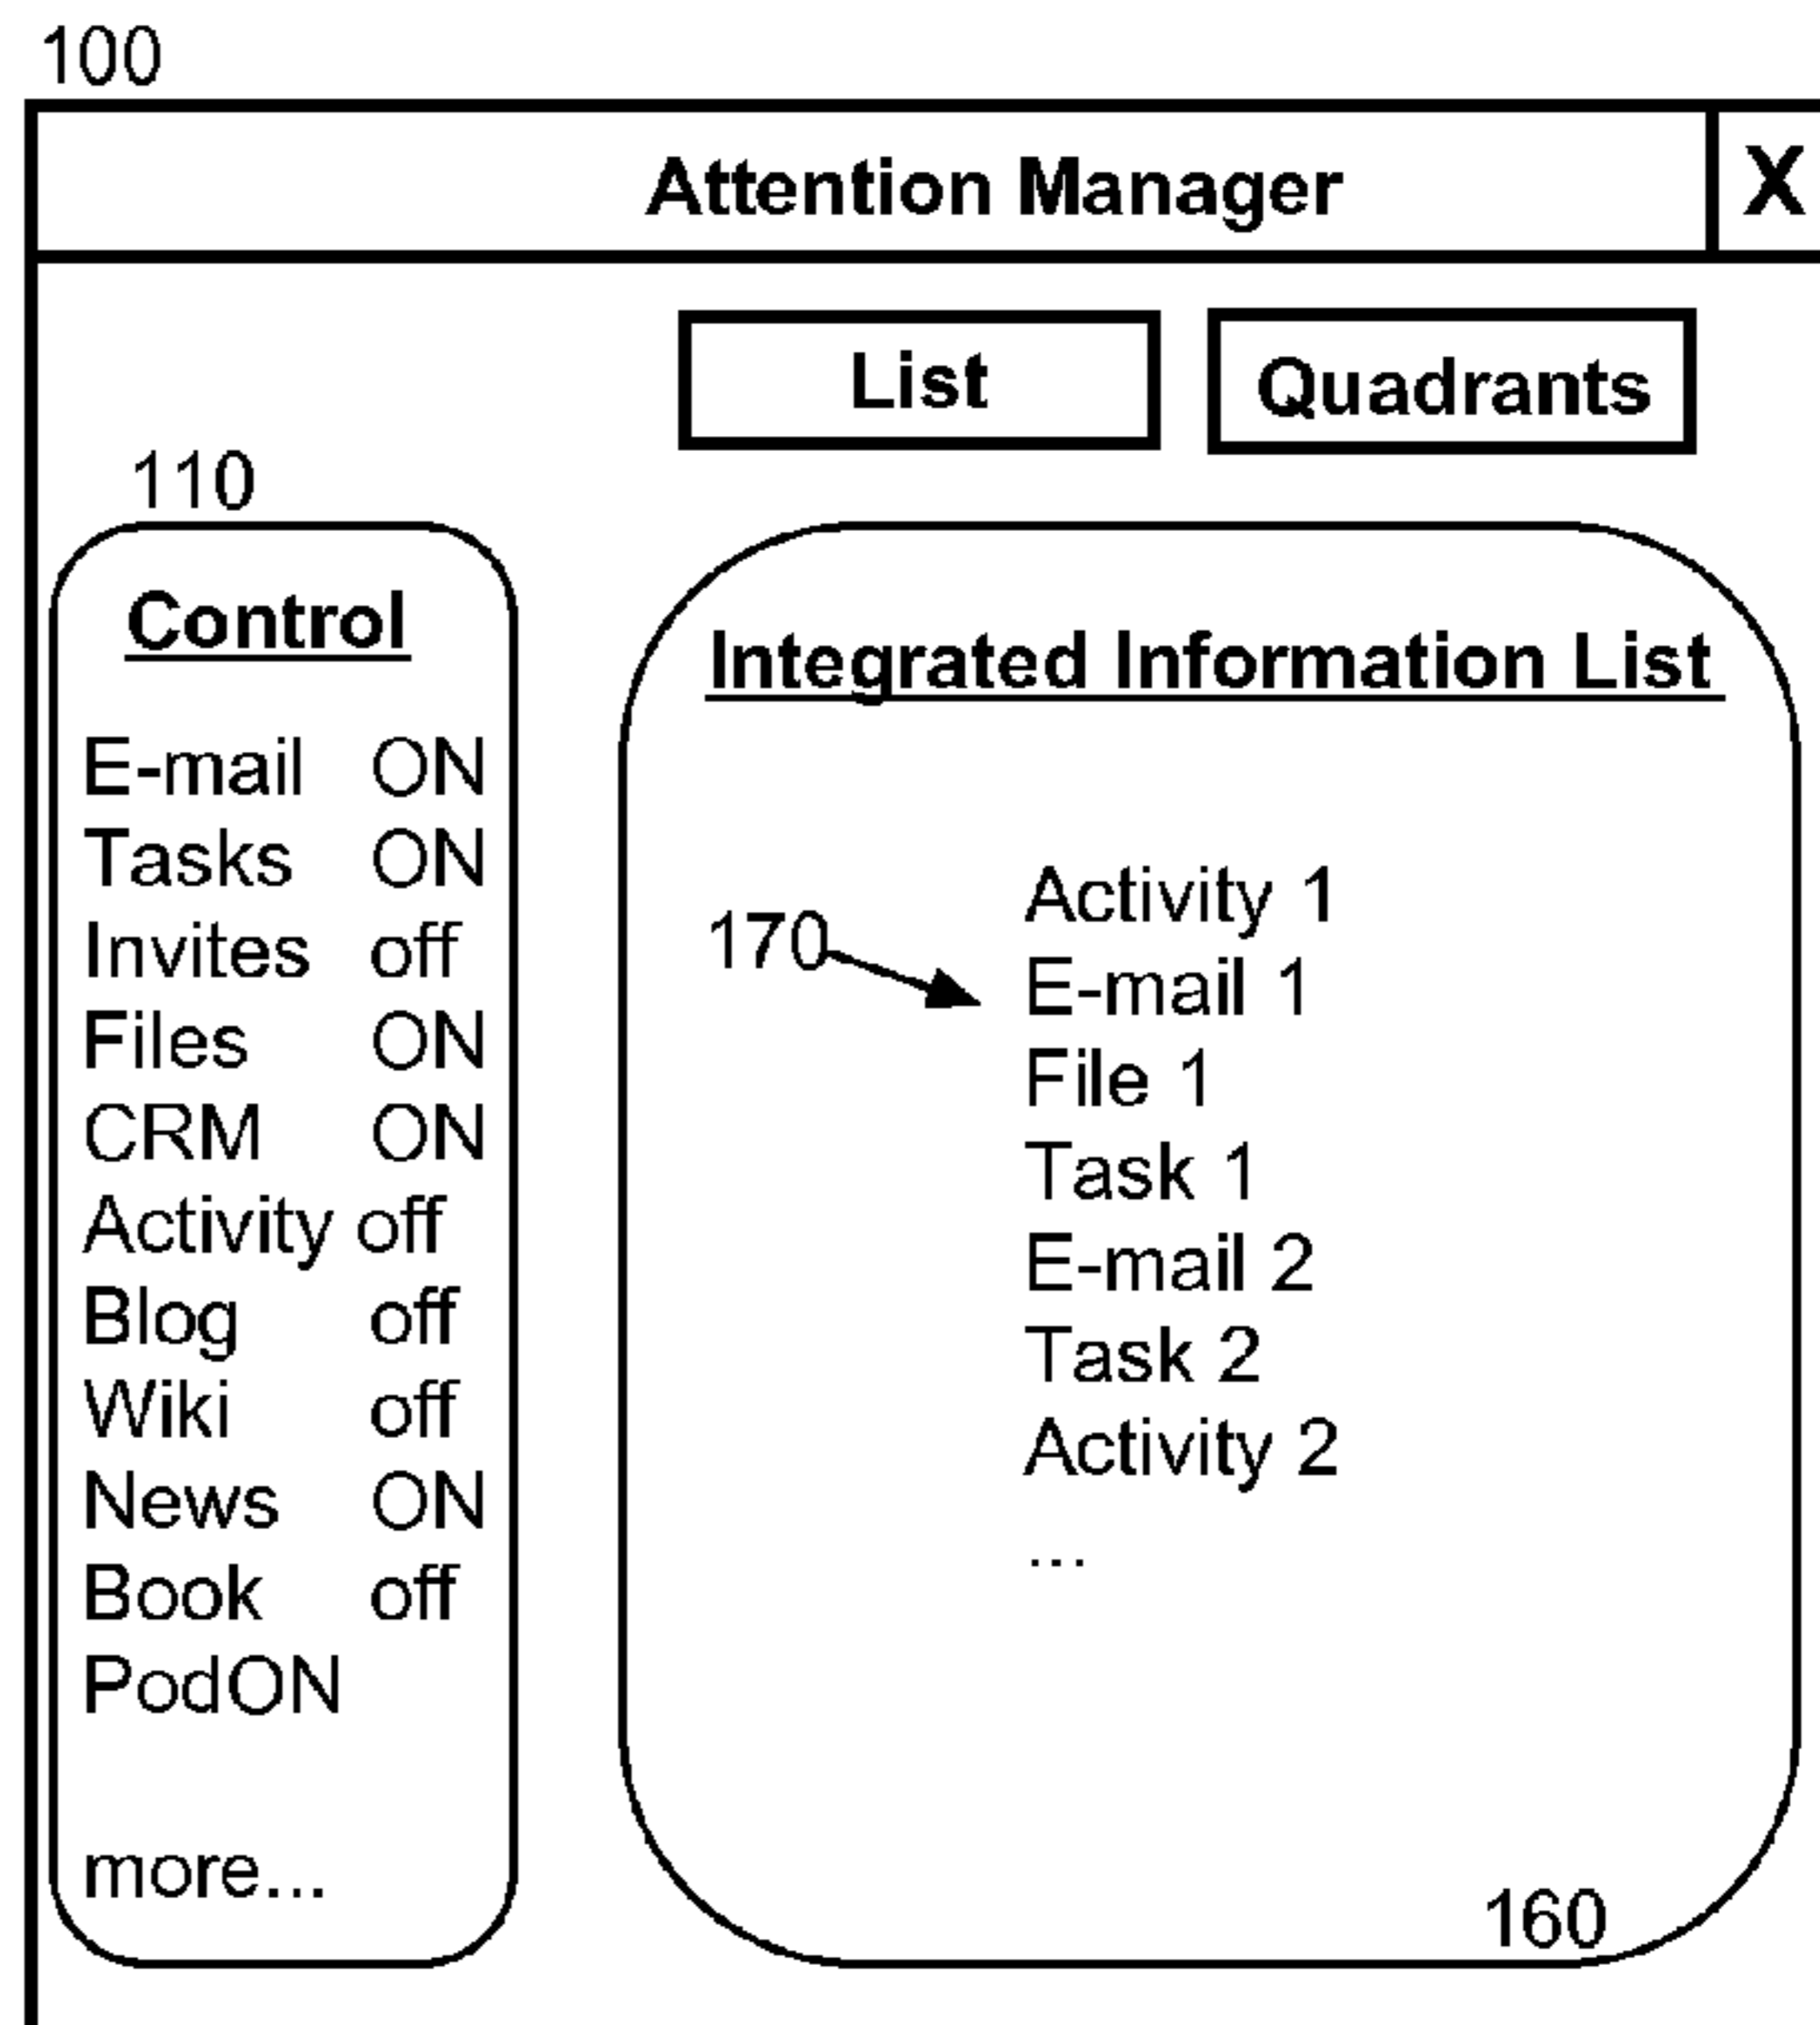 100
Attention Manager X
List Quadrants
110
Control
E-mail ON
Tasks ON
Invites off
Files ON
CRM ON
Activity off
Blog off
Wiki off
News ON
Book off
PodON
more...
Integrated Information List
170
Activity 1
E-mail 1
File 1
Task 1
E-mail 2
Task 2
Activity 2
...
160